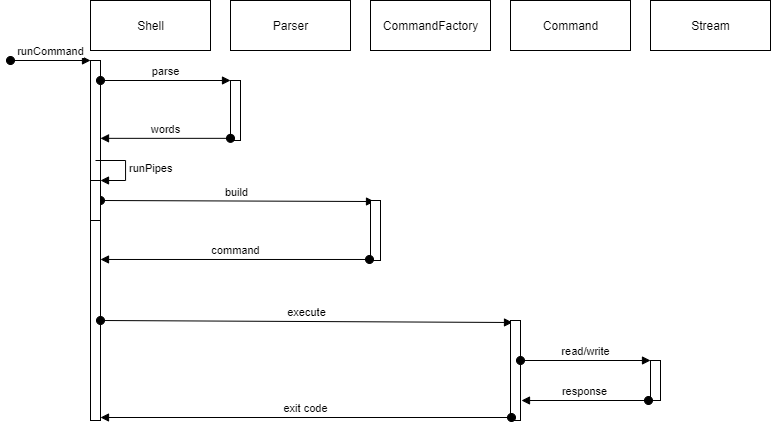 Shell
Parser
CommandFactory
Command
Stream
runCommand
parse
words
runPipes
build
command
execute
read/write
response
exit code